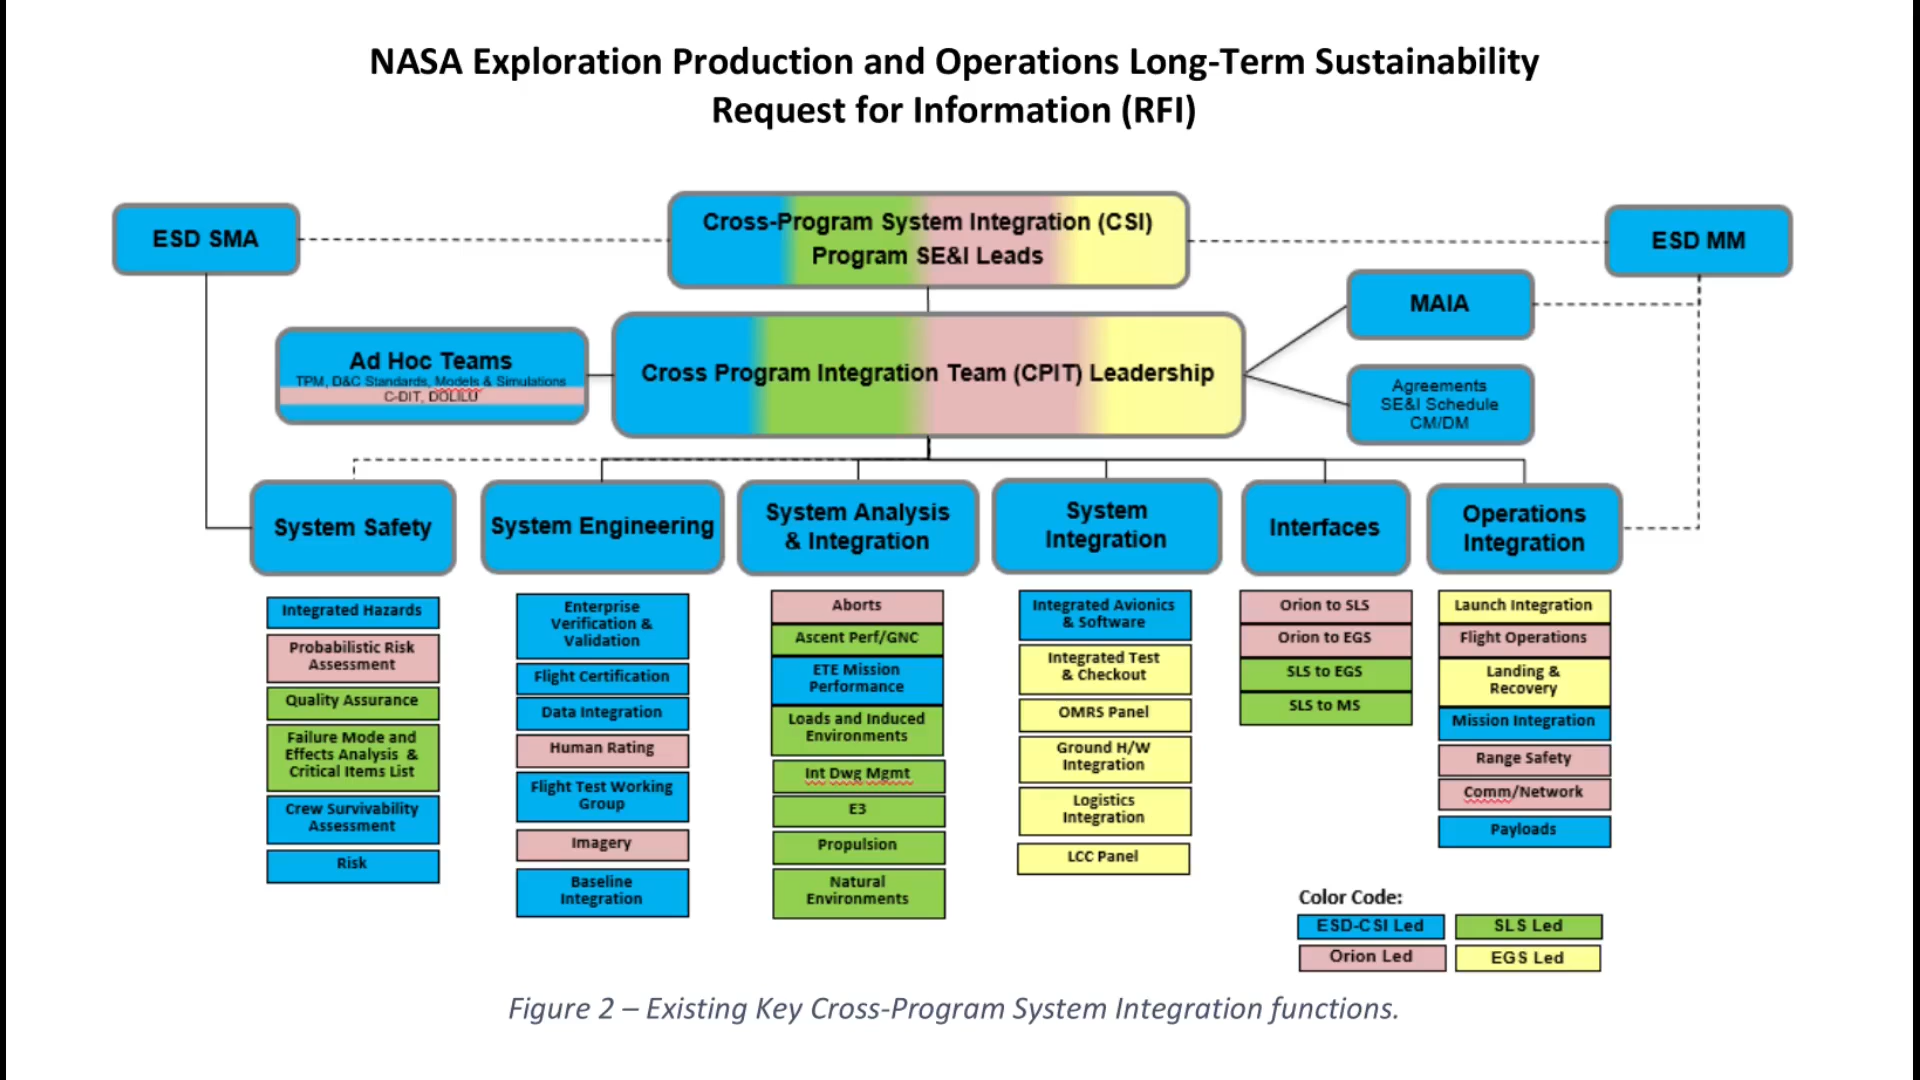 NASA Exploration Production and Operations Long-Term Sustainability
Request for Information (RFI)
ESD SMA
Cross-Program System Integration (CSI)
Program SE&I Leads
ESD MM
MAIA
Ad Hoc Teams
TPM, D&C Standards, Models & Simulations
C-DIT, DOLILU
Cross Program Integration Team (CPIT) Leadership
Agreements
SE&I Schedule
CM/DM
System Safety
System Engineering
System Analysis
& Integration
System
Integration
Interfaces
Operations
Integration
Integrated Hazards
Probabilistic Risk
Assessment
Quality Assurance
Failure Mode and
Effects Analysis &
Critical Items List
Crew Survivability
Assessment
Risk
Enterprise
Verification &
Validation
Flight Certification
Data Integration
Human Rating
Flight Test Working
Group
Imagery
Baseline
Integration
Aborts
Ascent Perf/GNC
ETE Mission
Performance
Loads and Induced
Environments
Int Dwg Mgmt
E3
Propulsion
Natural
Environments
Integrated Avionics
& Software
Integrated Test
& Checkout
OMRS Panel
Ground H/W
Integration
Logistics
Integration
LCC Panel
Orion to SLS
Orion to EGS
SLS to EGS
SLS to MS
Launch Integration
Flight Operations
Landing &
Recovery
Mission Integration
Range Safety
Comm/Network
Payloads
Color Code:
ESD-CSI Led
SLS Led
Orion Led
EGS Led
Figure 2 – Existing Key Cross-Program System Integration functions.